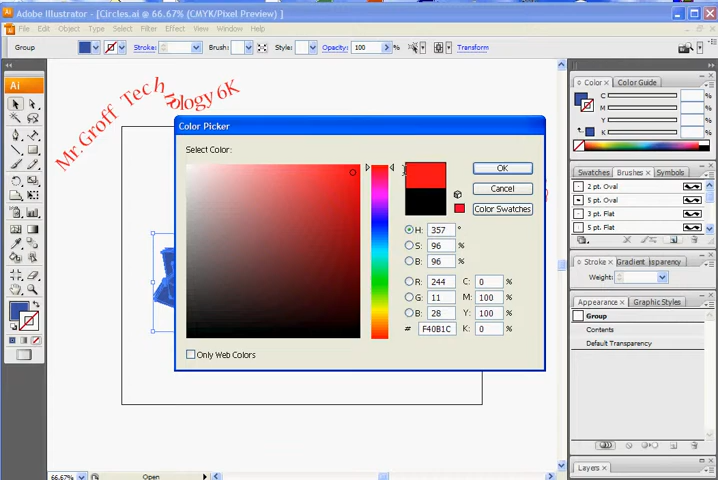 Adobe Illustrator - [Circles.ai @ 66.67% (CMYK/Pixel Preview) ]
File Edit Object Type Select Filter Effect View Window Help
Group Stroke: Brush: Style: Opacity: 100 % Transform
Ai
Mr. Groff Technology 6K
Color Picker
Select Color:
OK
Cancel
Color Swatches
H: 357 °
S: 96 %
B: 96 %
R: 244 C: 0 %
G: 11 M: 100 %
B: 28 Y: 100 %
# F40B1C K: 0 %
Only Web Colors
Color Color Guide
C %
M %
Y %
K %
Swatches Brushes Symbols
2 pt. Oval
5 pt. Oval
3 pt. Flat
5 pt. Flat
Stroke Gradient sparency
Weight:
Appearance Graphic Styles
Group
Contents
Default Transparency
Layers
66.67% Open